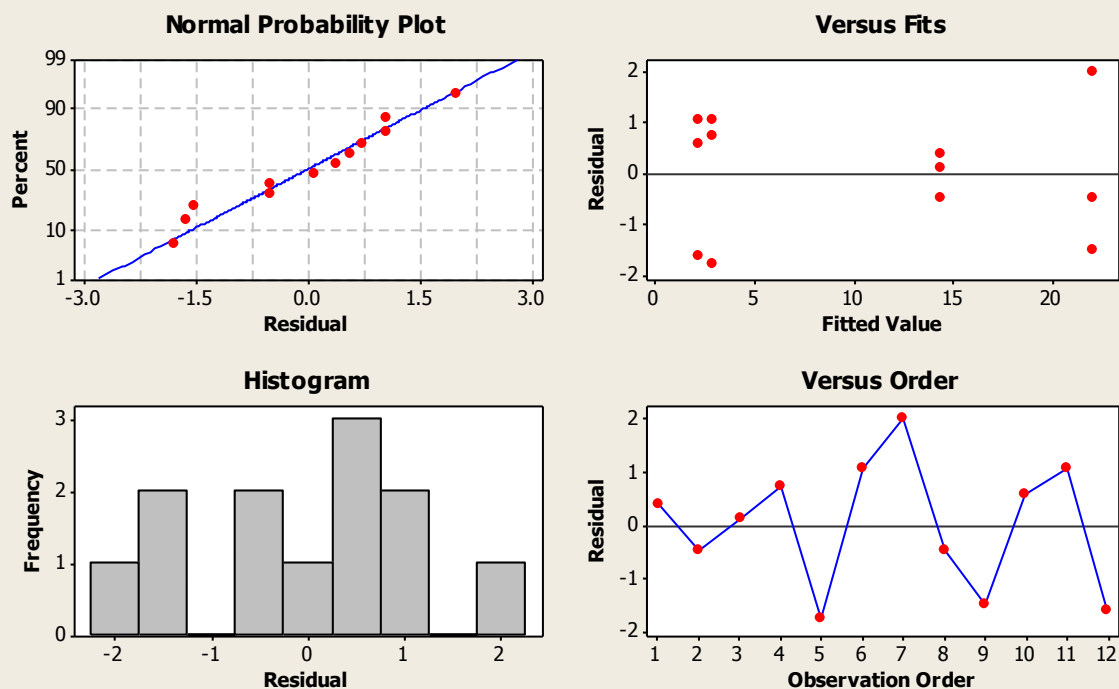 Normal Probability Plot
99
90
50
10
1
Percent
-3.0 -1.5 0.0 1.5 3.0
Residual
Versus Fits
2
1
0
-1
-2
Residual
0 5 10 15 20
Fitted Value
Histogram
3
2
1
0
Frequency
-2 -1 0 1 2
Residual
Versus Order
2
1
0
-1
-2
Residual
1 2 3 4 5 6 7 8 9 10 11 12
Observation Order